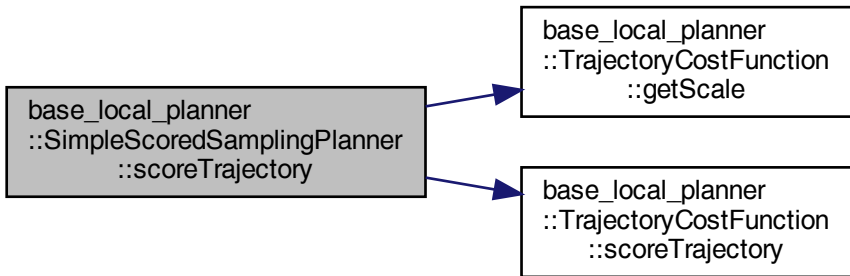 base_local_planner
::SimpleScoredSamplingPlanner
::scoreTrajectory
base_local_planner
::TrajectoryCostFunction
::getScale
base_local_planner
::TrajectoryCostFunction
::scoreTrajectory